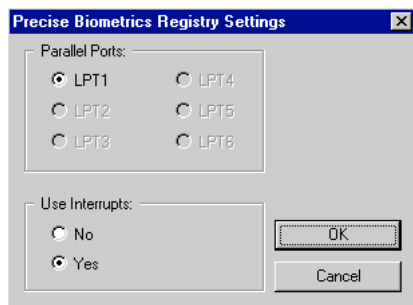 Precise Biometrics Registry Settings
Parallel Ports:
LPT1 LPT4
LPT2 LPT5
LPT3 LPT6
Use Interrupts:
No
Yes
OK
Cancel